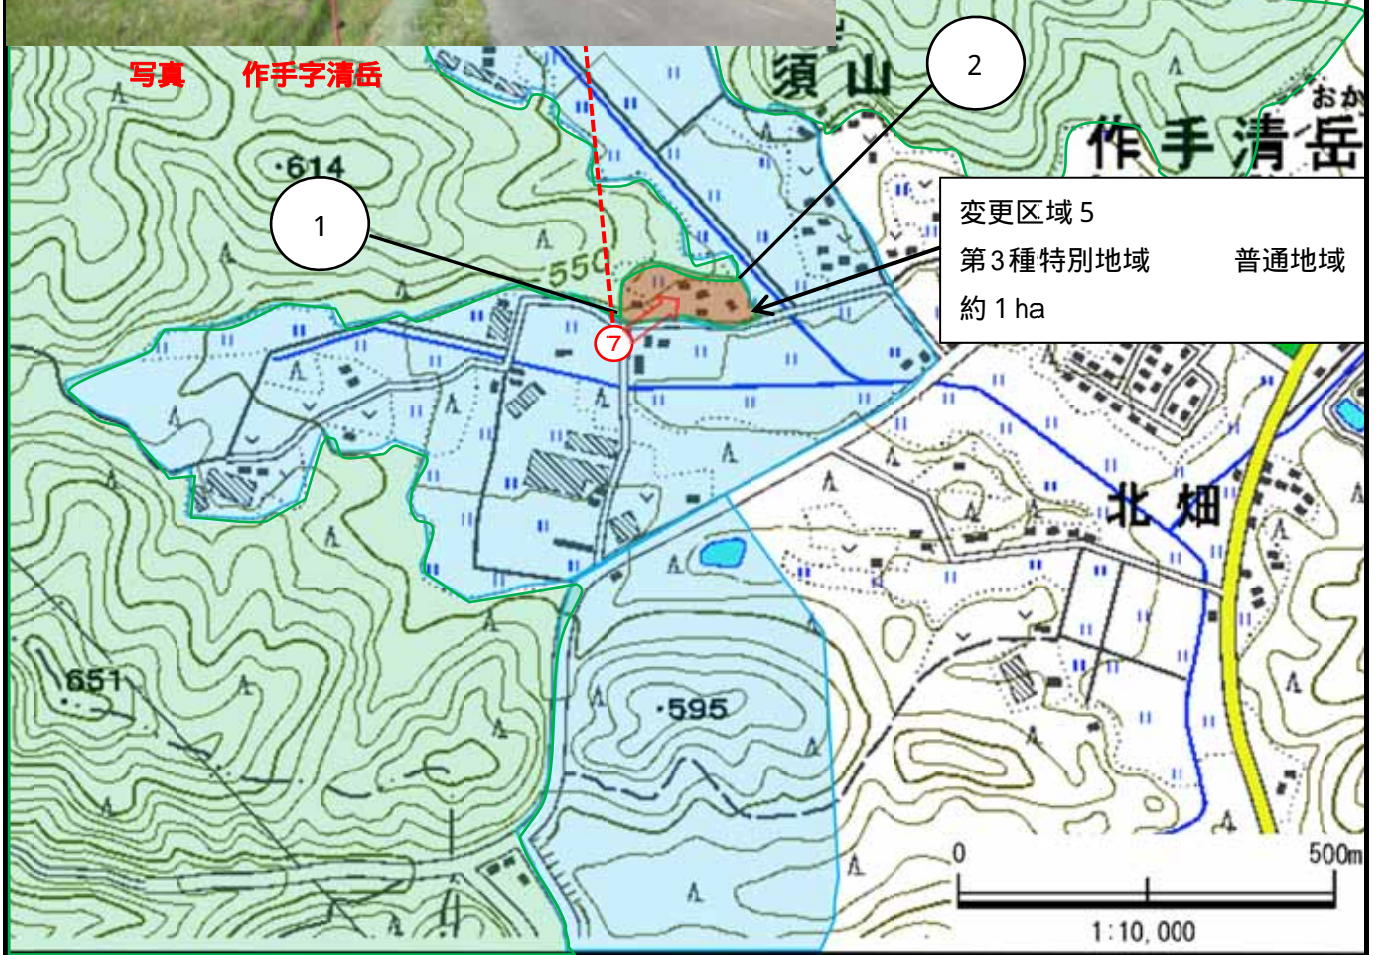 写真 作手字清岳
須山
2
おか
作手清岳
614
1
変更区域5
第3種特別地域 普通地域
約1ha
550
7
北畑
651
595
0 500m
1:10,000